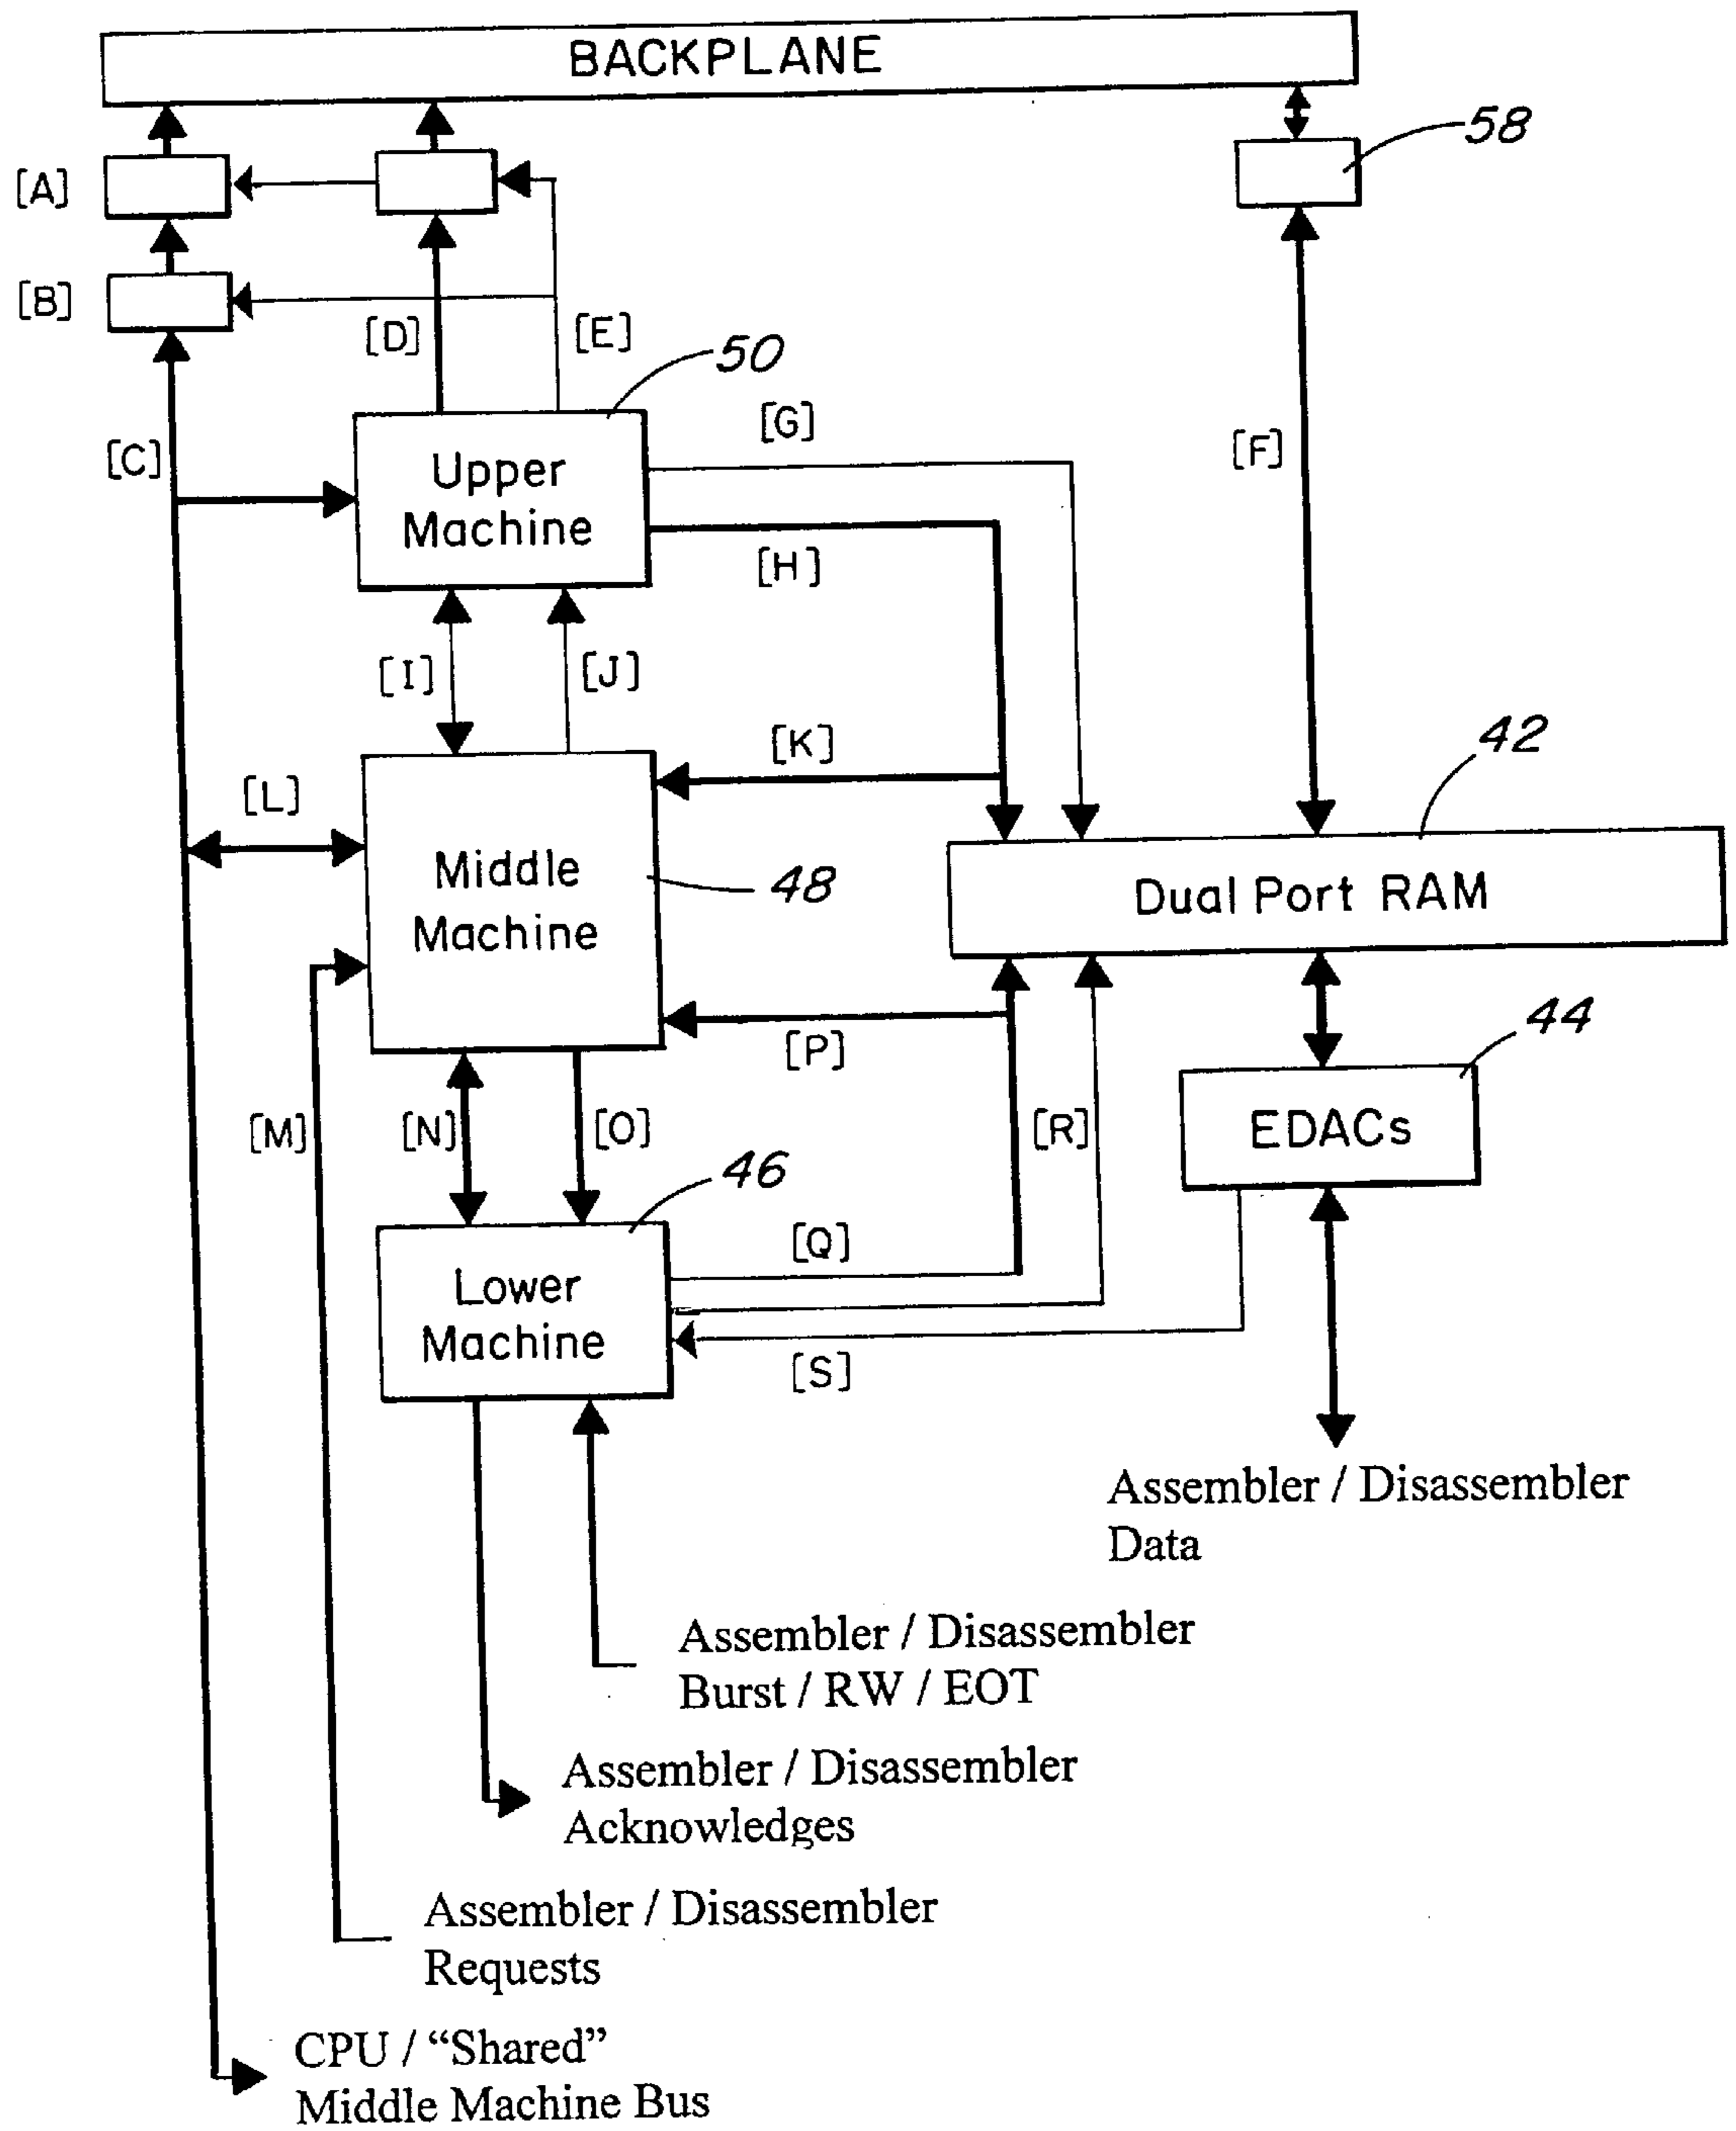 BACKPLANE
58
[A]
[B]
[D]
[E]
50
[C]
[G]
[F]
Upper
Machine
[H]
[I]
[J]
[K]
42
[L]
Middle
Machine
48
Dual Port RAM
44
[P]
[M]
[N]
[O]
[R]
EDACs
46
[Q]
Lower
Machine
[S]
Assembler / Disassembler
Data
Assembler / Disassembler
Burst / RW / EOT
Assembler / Disassembler
Acknowledges
Assembler / Disassembler
Requests
CPU / “Shared”
Middle Machine Bus